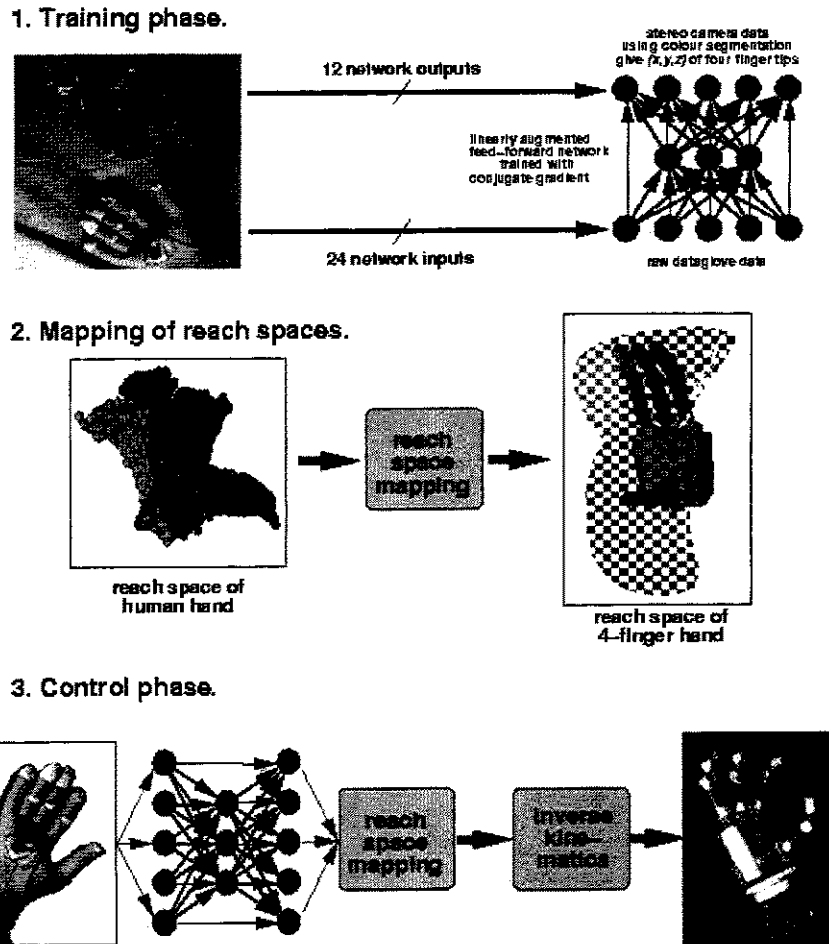 1. Training phase.
stereo camera data
using colour segmentation
give (x,y,z) of four finger tips
12 network outputs
linearly augmented
feed-forward network
trained with
conjugate gradient
24 network inputs
raw dataglove data
2. Mapping of reach spaces.
reach
space
mapping
reach space of
human hand
reach space of
4-finger hand
3. Control phase.
reach
space
mapping
inverse
kine-
matics